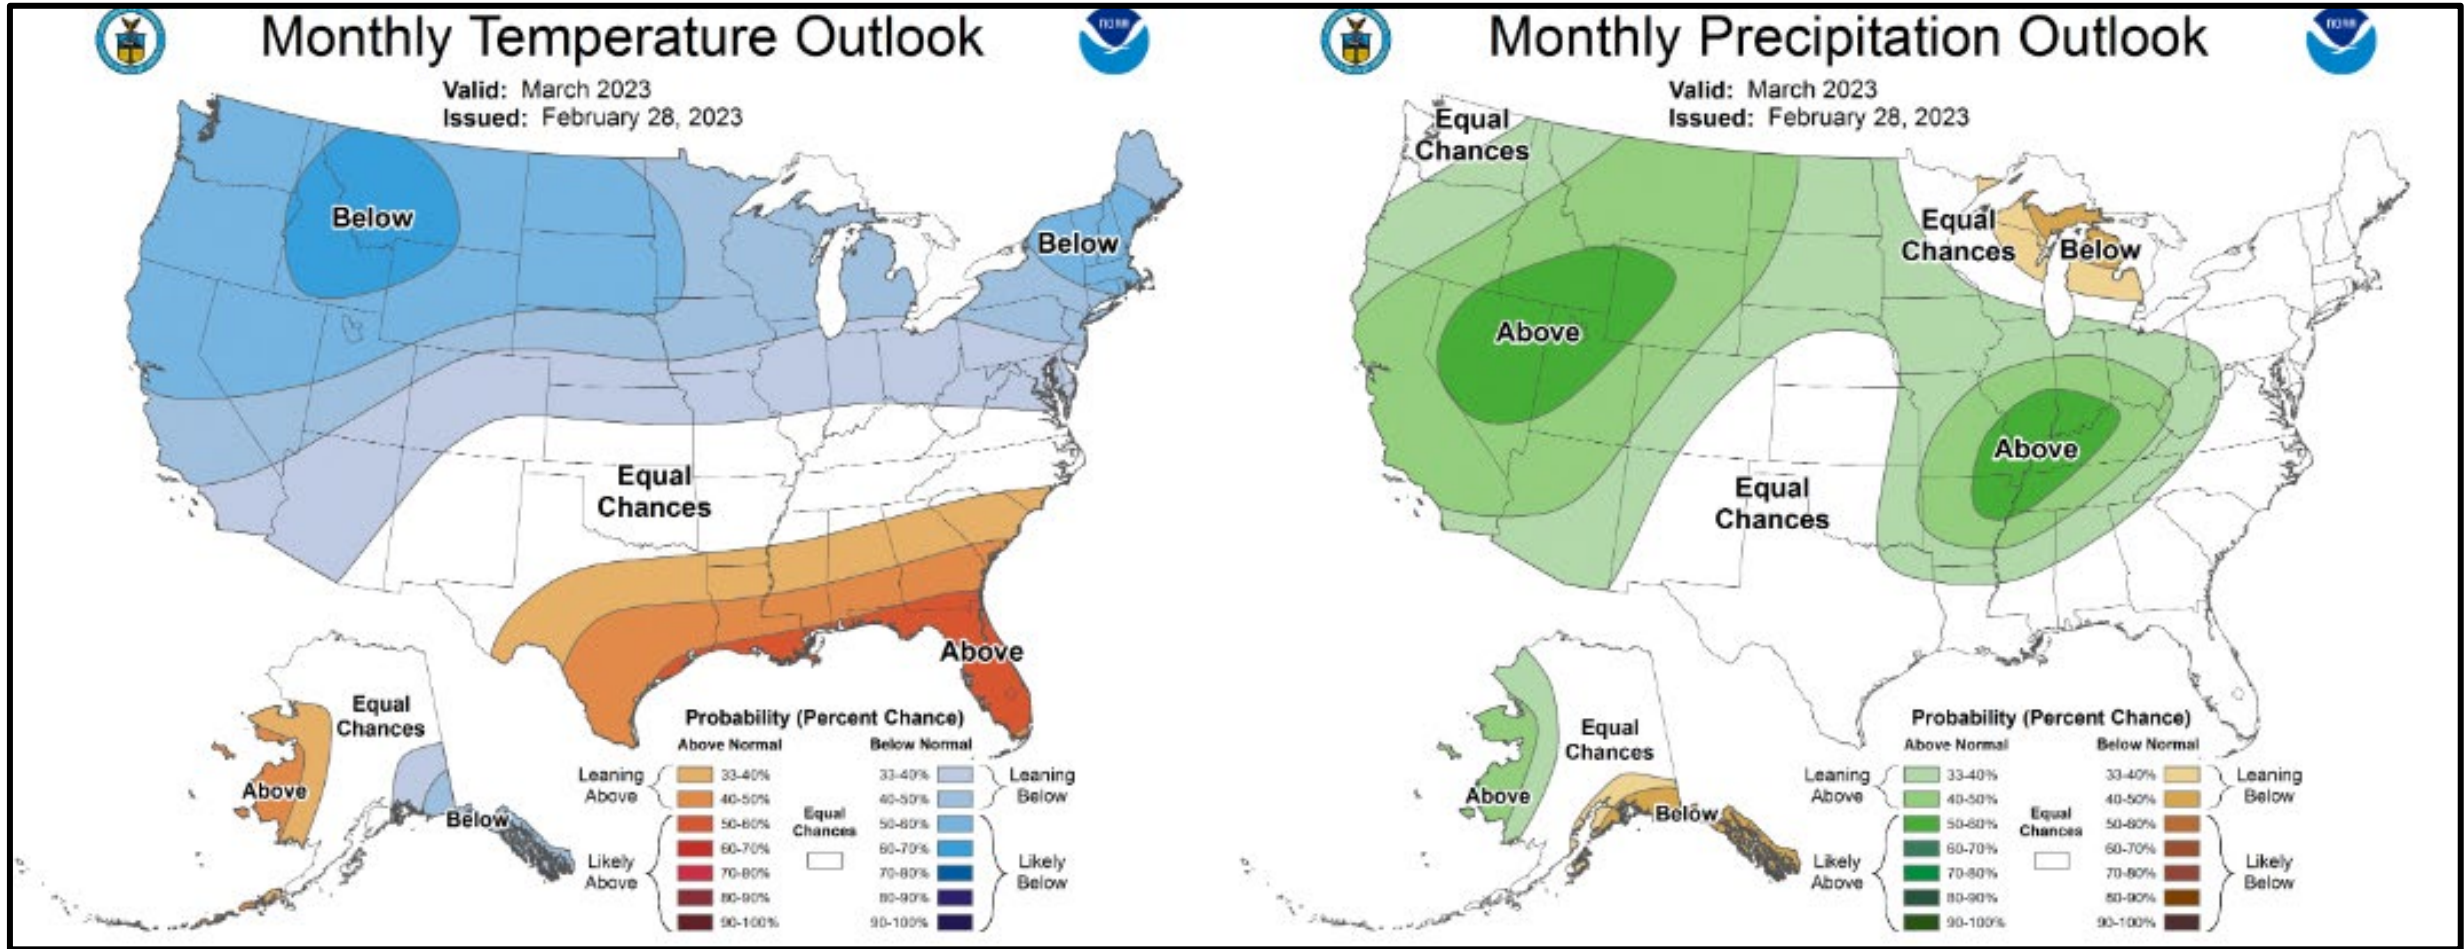 Monthly Temperature Outlook
Valid: March 2023
Issued: February 28, 2023
NOAA
Below
Below
Equal
Chances
Above
Equal
Chances
Above
Below
Probability (Percent Chance)
Above Normal
Below Normal
Leaning
Above
33-40%
40-50%
50-60%
60-70%
70-80%
80-90%
90-100%
Likely
Above
Equal
Chances
33-40%
40-50%
50-60%
60-70%
70-80%
80-90%
90-100%
Leaning
Below
Likely
Below
Monthly Precipitation Outlook
Valid: March 2023
Issued: February 28, 2023
NOAA
Equal
Chances
Equal
Chances
Below
Above
Above
Equal
Chances
Equal
Chances
Above
Below
Probability (Percent Chance)
Above Normal
Below Normal
Leaning
Above
33-40%
40-50%
50-60%
60-70%
70-80%
80-90%
90-100%
Likely
Above
Equal
Chances
33-40%
40-50%
50-60%
60-70%
70-80%
80-90%
90-100%
Leaning
Below
Likely
Below